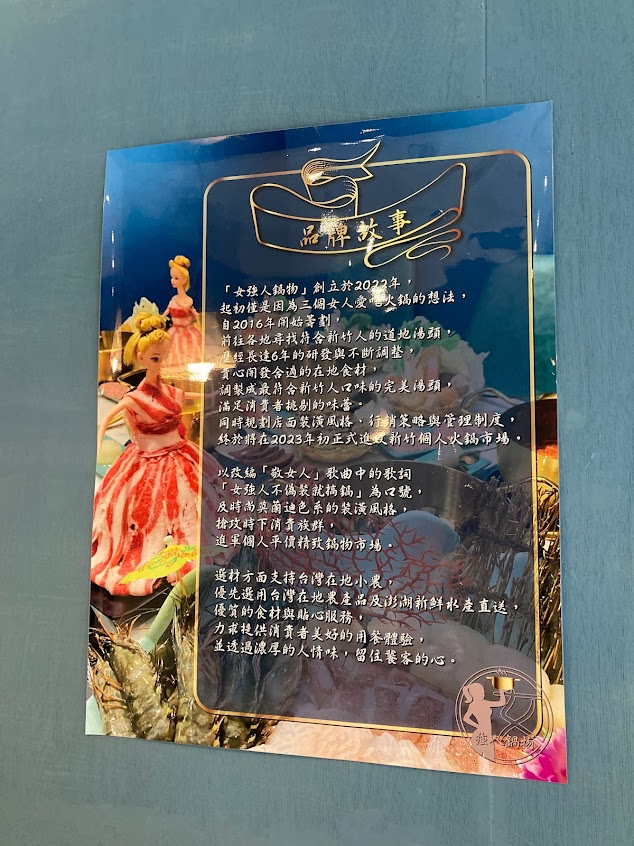 品牌故事
「女強人鍋物」創立於2022年，
起初僅是因為三個女人愛吃火鍋的想法，
自2016年開始籌劃，
前往各地尋找符合新竹人的道地湯頭，
歷經長達6年的研發與不斷調整，
實心開發合適的在地食材，
調製成最符合新竹人口味的完美湯頭，
滿足消費者挑剔的味蕾。
同時規劃店面裝潢風格、行銷策略與管理制度，
終於將在2023年初正式進攻新竹個人火鍋市場。
以改編「敬女人」歌曲中的歌詞
「女強人不偽裝就搞鍋」為口號，
及時尚莫蘭迪色系的裝潢風格，
搶攻時下消費族群，
進軍個人平價精致鍋物市場。
選材方面支持台灣在地小農，
優先選用台灣在地農產品及澎湖新鮮水產直送，
優質的食材與貼心服務，
力求提供消費者美好的用餐體驗，
並透過濃厚的人情味，留住饕客的心。
強人鍋物